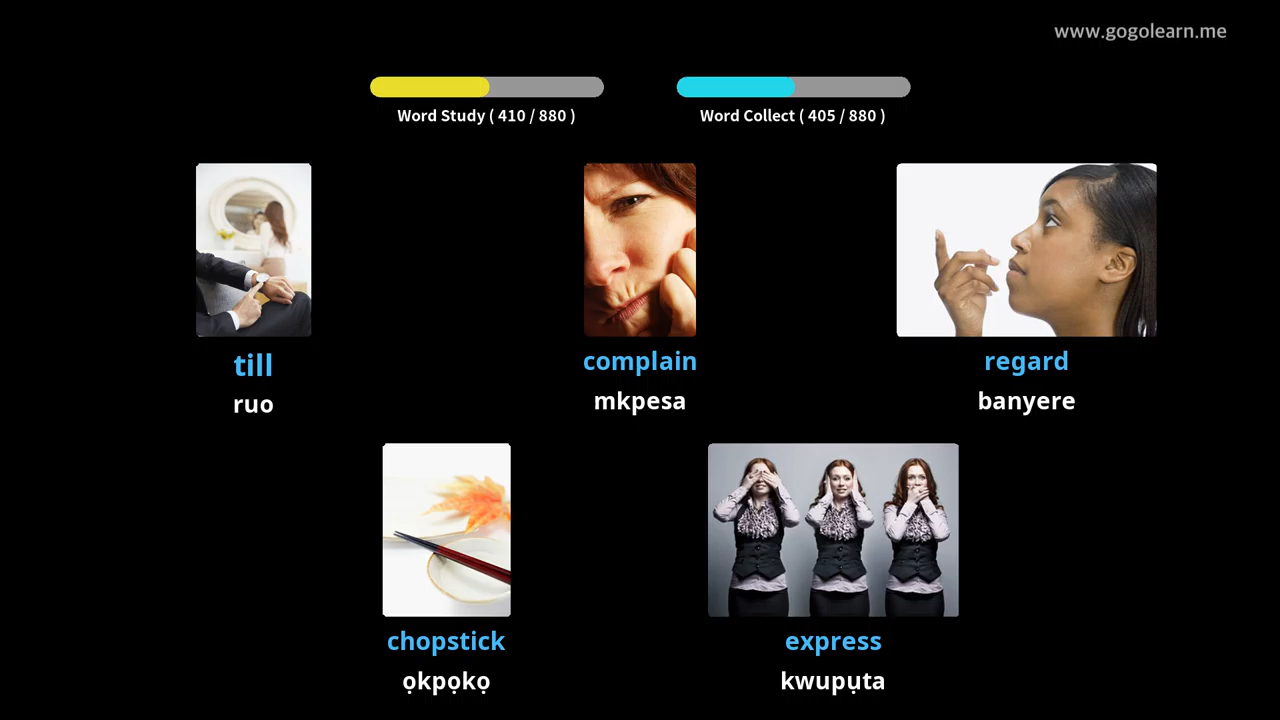 www.gogolearn.me
Word Study ( 410 / 880 )
Word Collect ( 405 / 880 )
till
ruo
complain
mkpesa
regard
banyere
chopstick
ọkpọkọ
express
kwupụta